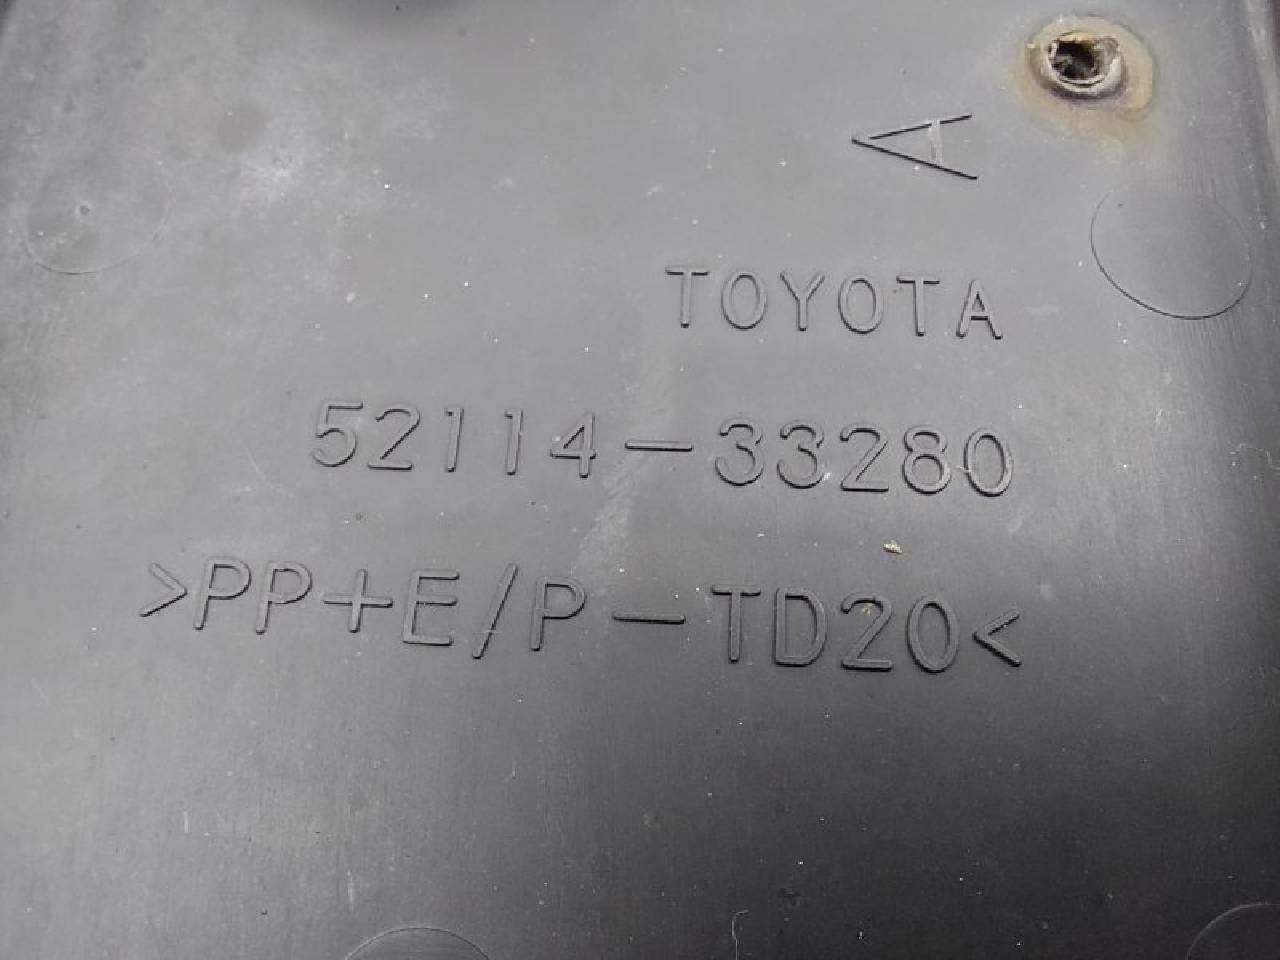 A
TOYOTA
52114-33280
>PP+E/P-TD20<